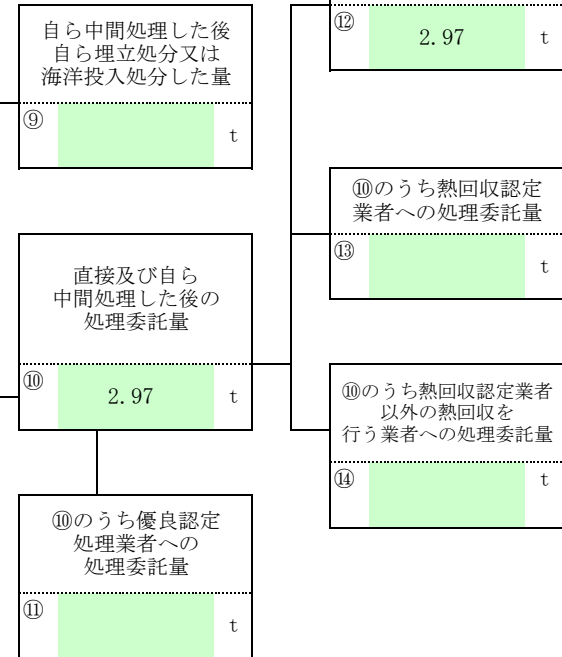 自ら中間処理した後
自ら埋立処分又は
海洋投入処分した量
⑨
t
直接及び自ら
中間処理した後の
処理委託量
⑩
2.97
t
⑩のうち優良認定
処理業者への
処理委託量
⑪
t
⑫
2.97
t
⑩のうち熱回収認定
業者への処理委託量
⑬
t
⑩のうち熱回収認定業者
以外の熱回収を
行う業者への処理委託量
⑭
t